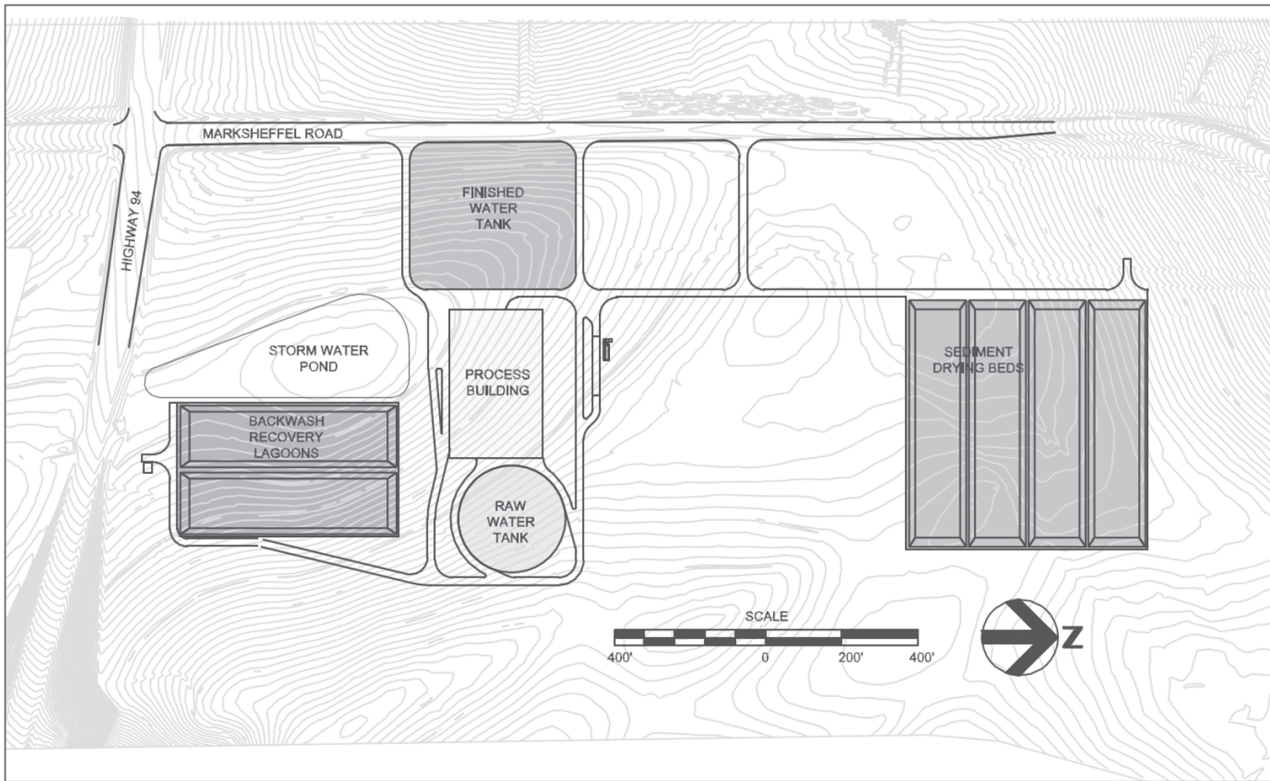 MARKSHEFFEL ROAD
HIGHWAY 94
FINISHED
WATER
TANK
STORM WATER
POND
PROCESS
BUILDING
SEDIMENT
DRYING BEDS
BACKWASH
RECOVERY
LAGOONS
RAW
WATER
TANK
SCALE
400' 0 200' 400'
N